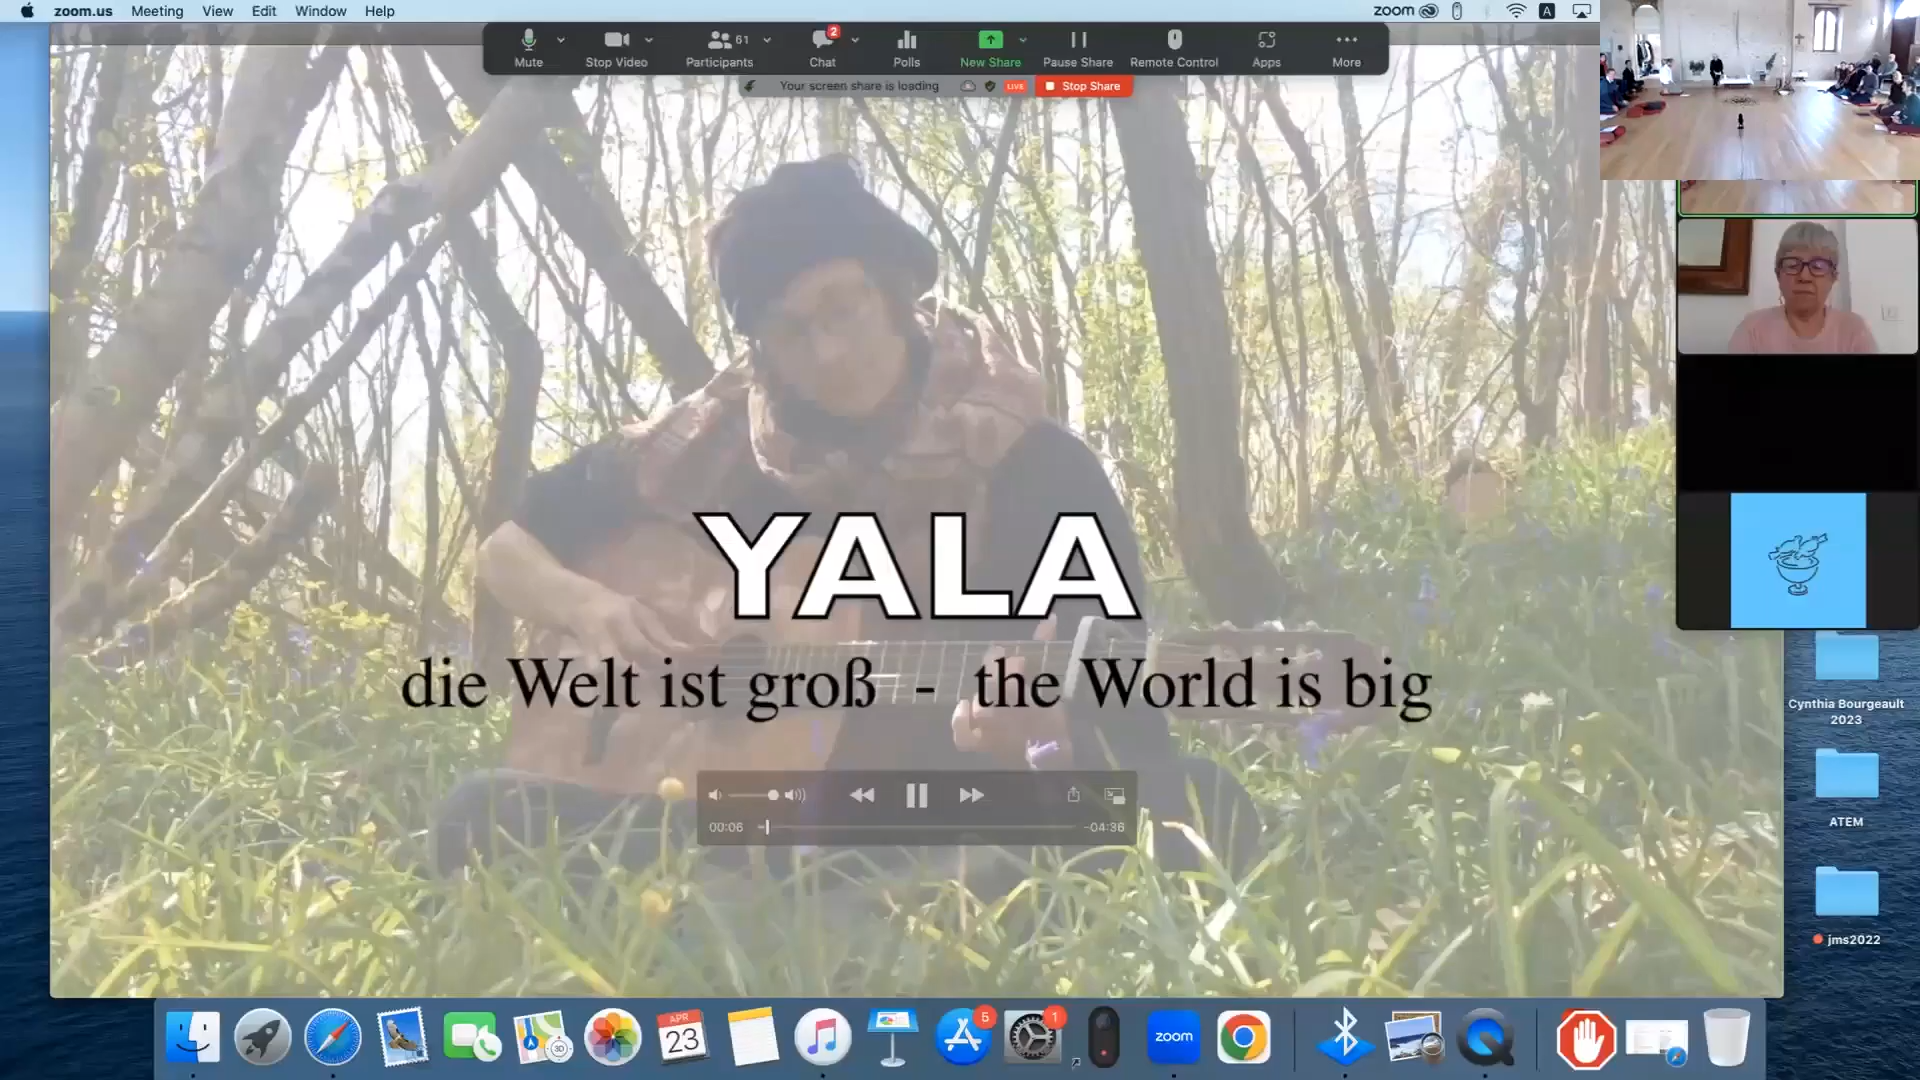 zoom.us Meeting View Edit Window Help
zoom A
61
2
Mute Stop Video Participants Chat Polls New Share Pause Share Remote Control Apps More
Your screen share is loading LIVE Stop Share
YALA
die Welt ist groß - the World is big
00:06 -04:36
Cynthia Bourgeault
2023
ATEM
jms2022
APR
23
3D
5
1
zoom